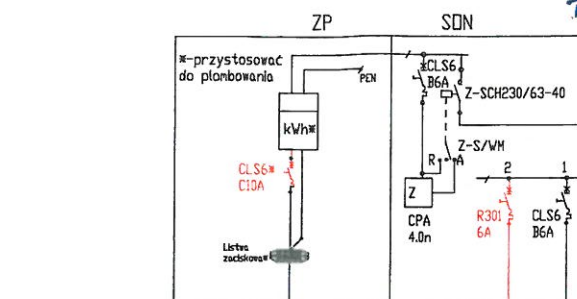 ZP
SON
*-przystosować
do plombowania
PEN
CLS6
B6A
Z-SCH230/63-40
kWh*
Z-S/WM
R
A
CLS6*
C10A
Z
CPA
4.0n
2
1
R301
6A
CLS6
B6A
Listwa
zaciskowa*